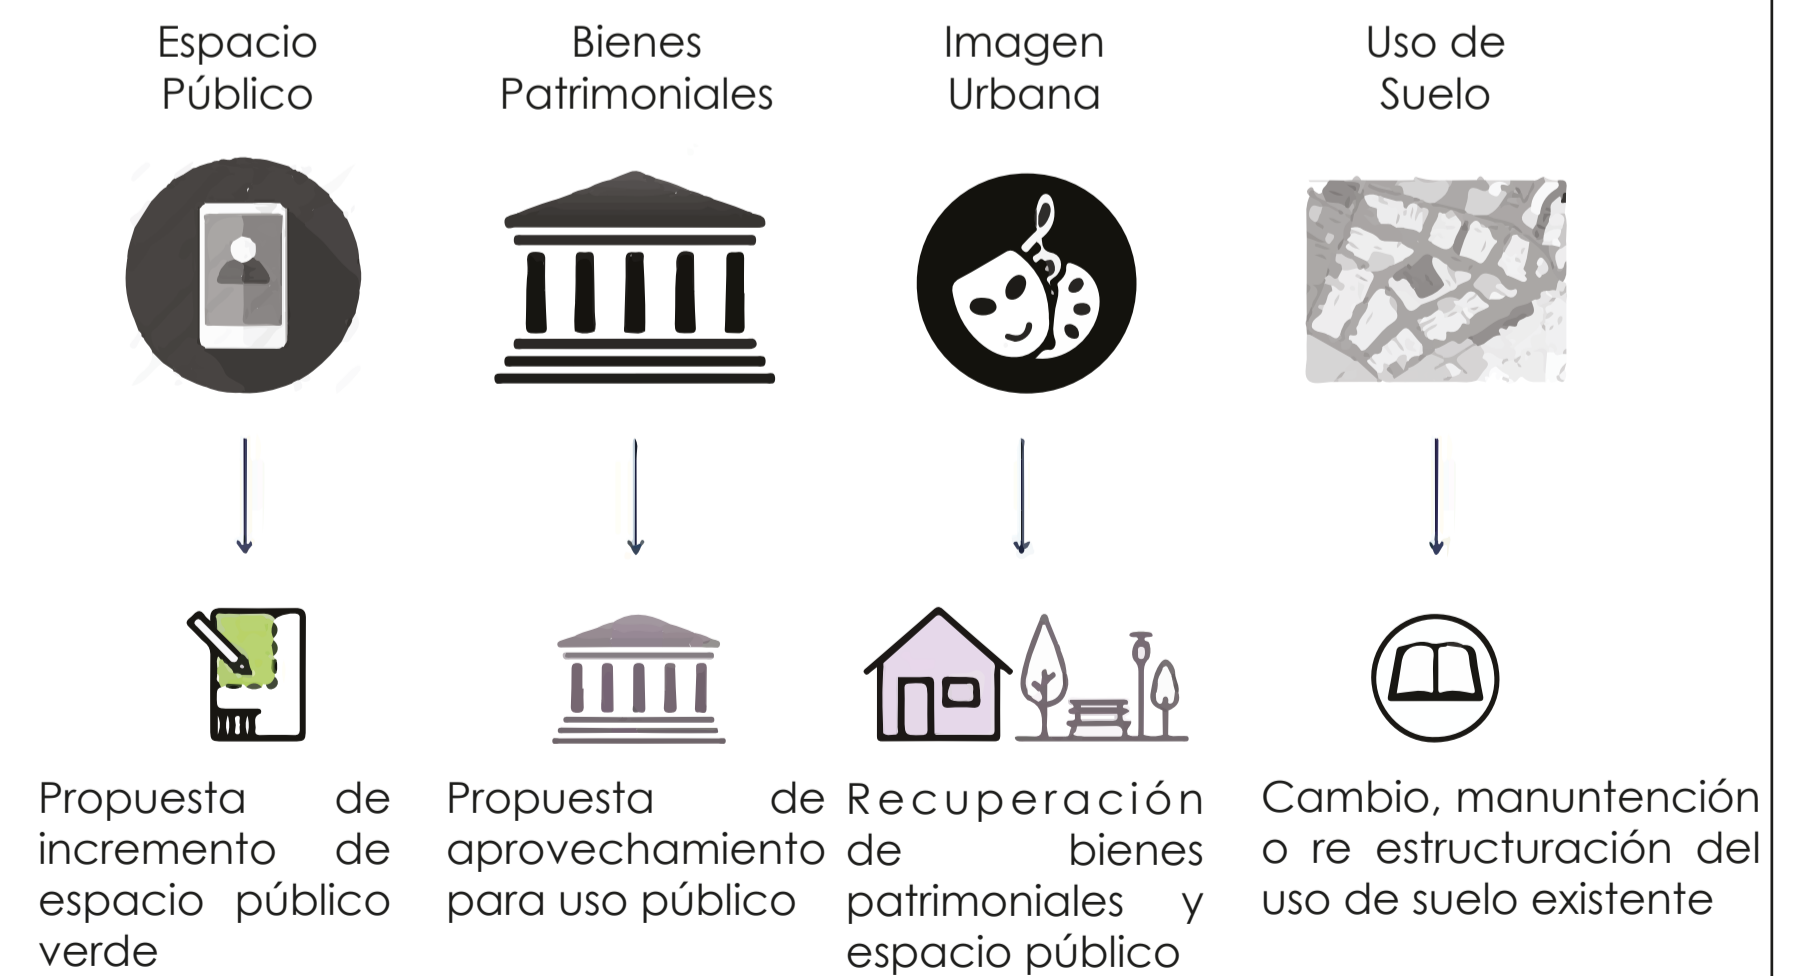 Espacio
Público
Bienes
Patrimoniales
Imagen
Urbana
Uso de
Suelo
Propuesta de
incremento de
espacio público
verde
Propuesta de
aprovechamiento
para uso público
Recuperación
de bienes
patrimoniales y
espacio público
Cambio, manuntención
o re estructuración del
uso de suelo existente